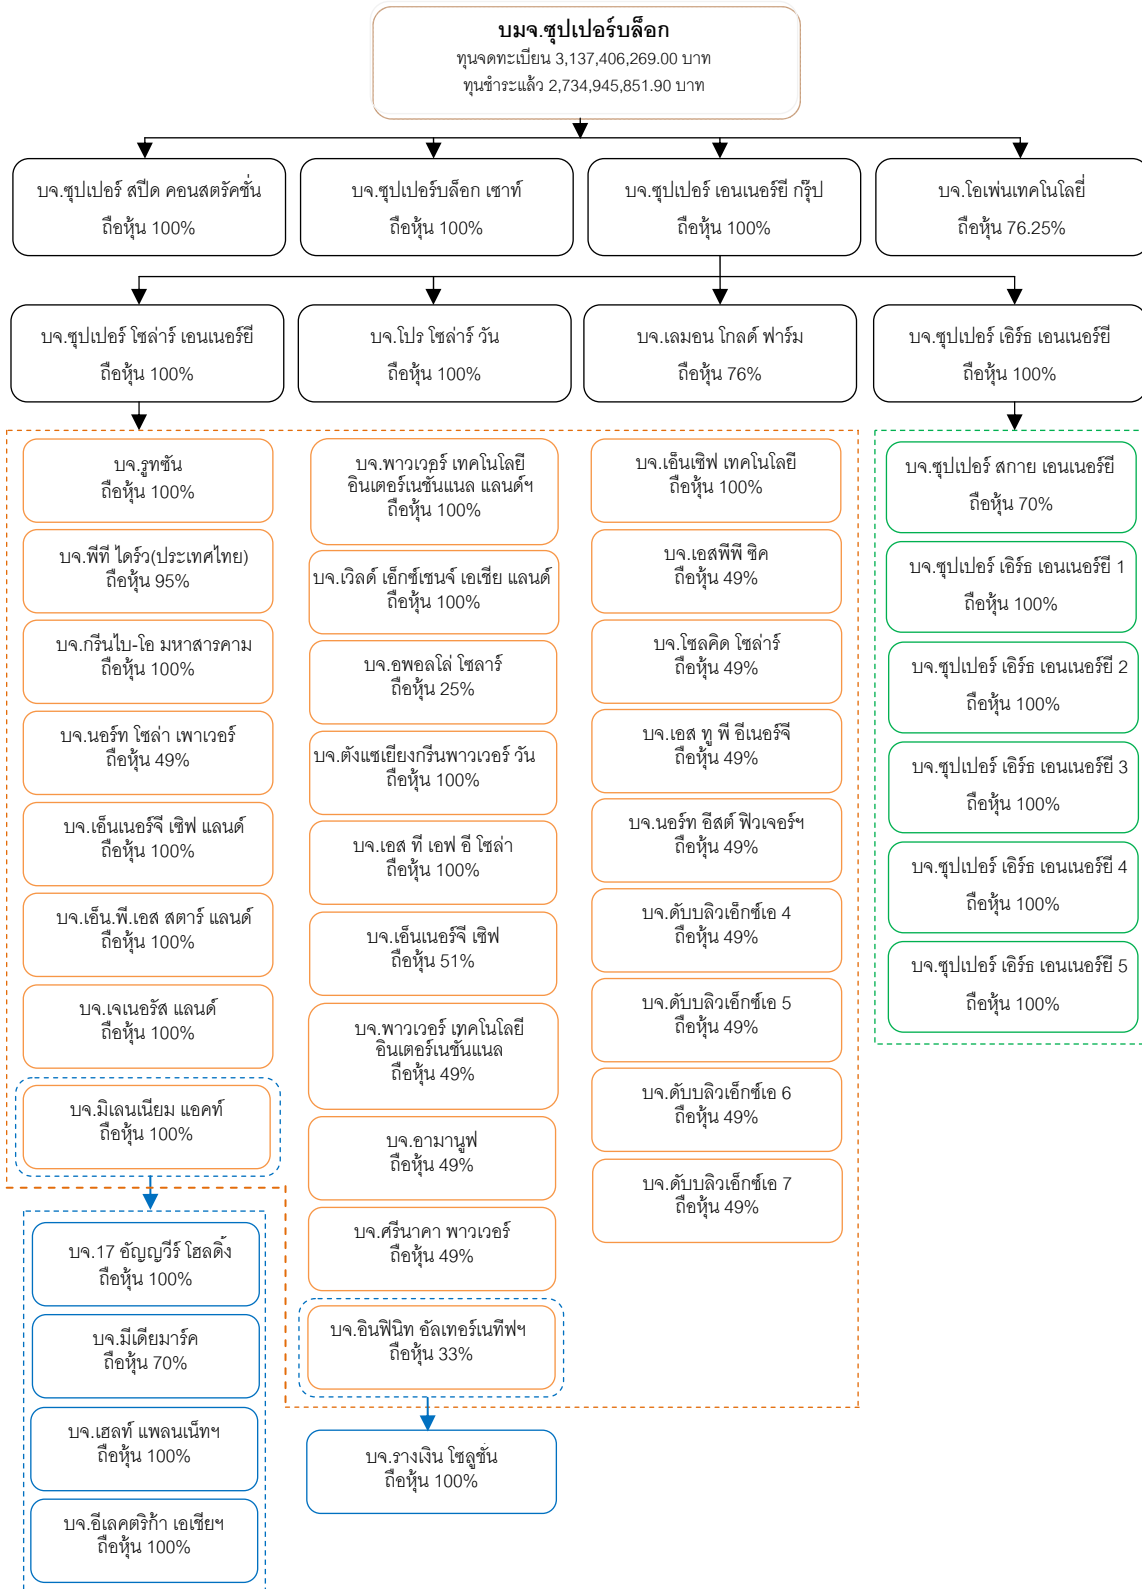 บมจ.ซุปเปอร์บล็อก
ทุนจดทะเบียน 3,137,406,269.00 บาท
ทุนชำระแล้ว 2,734,945,851.90 บาท
บจ.ซุปเปอร์ สปีด คอนสตรัคชั่น
ถือหุ้น 100%
บจ.ซุปเปอร์บล็อก เซาท์
ถือหุ้น 100%
บจ.ซุปเปอร์ เอนเนอร์ยี กรุ๊ป
ถือหุ้น 100%
บจ.โอเพ่นเทคโนโลยี่
ถือหุ้น 76.25%
บจ.ซุปเปอร์ โซล่าร์ เอนเนอร์ยี
ถือหุ้น 100%
บจ.โปร โซล่าร์ วัน
ถือหุ้น 100%
บจ.เลมอน โกลด์ ฟาร์ม
ถือหุ้น 76%
บจ.ซุปเปอร์ เอิร์ธ เอนเนอร์ยี
ถือหุ้น 100%
บจ.รูทซัน
ถือหุ้น 100%
บจ.พีที ไดร์ว(ประเทศไทย)
ถือหุ้น 95%
บจ.กรีนไบ-โอ มหาสารคาม
ถือหุ้น 100%
บจ.นอร์ท โซล่า เพาเวอร์
ถือหุ้น 49%
บจ.เอ็นเนอร์จี เซิฟ แลนด์
ถือหุ้น 100%
บจ.เอ็น.พี.เอส สตาร์ แลนด์
ถือหุ้น 100%
บจ.เจเนอรัส แลนด์
ถือหุ้น 100%
บจ.มิเลนเนียม แอคท์
ถือหุ้น 100%
บจ.17 อัญญวีร์ โฮลดิ้ง
ถือหุ้น 100%
บจ.มีเดียมาร์ค
ถือหุ้น 70%
บจ.เฮลท์ แพลนเน็ทฯ
ถือหุ้น 100%
บจ.อีเลคตริก้า เอเชียฯ
ถือหุ้น 100%
บจ.พาวเวอร์ เทคโนโลยี
อินเตอร์เนชั่นแนล แลนด์ฯ
ถือหุ้น 100%
บจ.เวิลด์ เอ็กซ์เชนจ์ เอเชีย แลนด์
ถือหุ้น 100%
บจ.อพอลโล่ โซลาร์
ถือหุ้น 25%
บจ.ตังแซเยียงกรีนพาวเวอร์ วัน
ถือหุ้น 100%
บจ.เอส ที เอฟ อี โซล่า
ถือหุ้น 100%
บจ.เอ็นเนอร์จี เซิฟ
ถือหุ้น 51%
บจ.พาวเวอร์ เทคโนโลยี
อินเตอร์เนชั่นแนล
ถือหุ้น 49%
บจ.อามานูฟ
ถือหุ้น 49%
บจ.ศรีนาคา พาวเวอร์
ถือหุ้น 49%
บจ.อินฟินิท อัลเทอร์เนทีฟฯ
ถือหุ้น 33%
บจ.รางเงิน โซลูชั่น
ถือหุ้น 100%
บจ.เอ็นเซิฟ เทคโนโลยี
ถือหุ้น 100%
บจ.เอสพีพี ซิค
ถือหุ้น 49%
บจ.โซลคิด โซล่าร์
ถือหุ้น 49%
บจ.เอส ทู พี อีเนอร์จี
ถือหุ้น 49%
บจ.นอร์ท อีสต์ ฟิวเจอร์ฯ
ถือหุ้น 49%
บจ.ดับบลิวเอ็กซ์เอ 4
ถือหุ้น 49%
บจ.ดับบลิวเอ็กซ์เอ 5
ถือหุ้น 49%
บจ.ดับบลิวเอ็กซ์เอ 6
ถือหุ้น 49%
บจ.ดับบลิวเอ็กซ์เอ 7
ถือหุ้น 49%
บจ.ซุปเปอร์ สกาย เอนเนอร์ยี
ถือหุ้น 70%
บจ.ซุปเปอร์ เอิร์ธ เอนเนอร์ยี 1
ถือหุ้น 100%
บจ.ซุปเปอร์ เอิร์ธ เอนเนอร์ยี 2
ถือหุ้น 100%
บจ.ซุปเปอร์ เอิร์ธ เอนเนอร์ยี 3
ถือหุ้น 100%
บจ.ซุปเปอร์ เอิร์ธ เอนเนอร์ยี 4
ถือหุ้น 100%
บจ.ซุปเปอร์ เอิร์ธ เอนเนอร์ยี 5
ถือหุ้น 100%